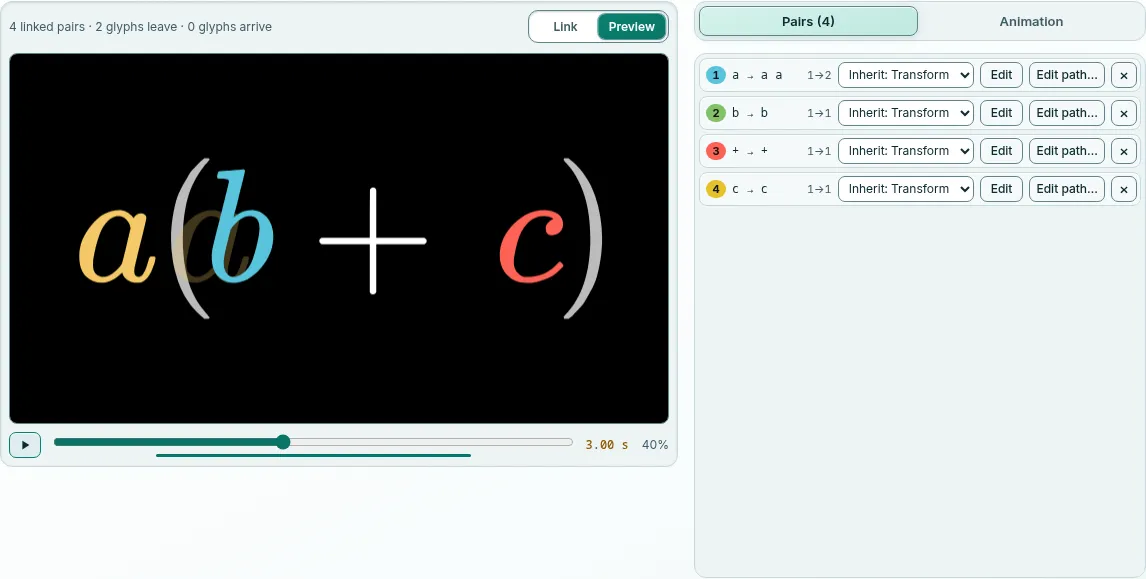 4 linked pairs · 2 glyphs leave · 0 glyphs arrive
Link Preview
a(ab + c)
3.00 s 40%
Pairs (4) Animation
1 a → a a 1→2 Inherit: Transform Edit Edit path... ×
2 b → b 1→1 Inherit: Transform Edit Edit path... ×
3 + → + 1→1 Inherit: Transform Edit Edit path... ×
4 c → c 1→1 Inherit: Transform Edit Edit path... ×